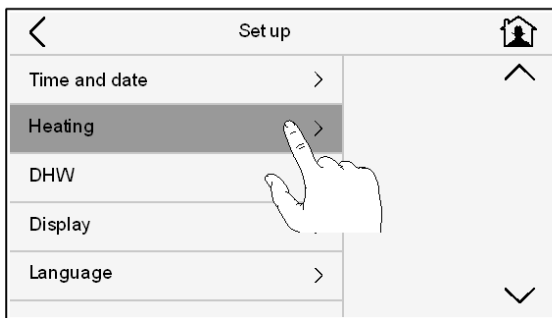 Set up
Time and date
Heating
DHW
Display
Language